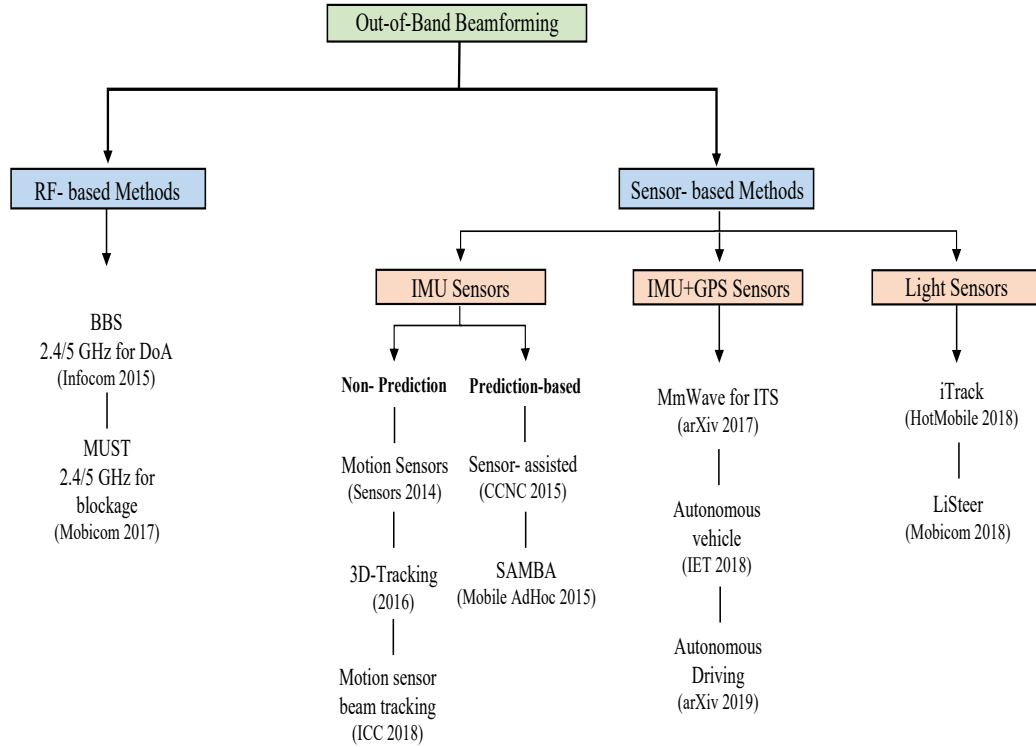 Out-of-Band Beamforming
RF- based Methods
Sensor- based Methods
BBS
2.4/5 GHz for DoA
(Infocom 2015)
MUST
2.4/5 GHz for
blockage
(Mobicom 2017)
IMU Sensors
IMU+GPS Sensors
Light Sensors
Non- Prediction
Motion Sensors
(Sensors 2014)
3D-Tracking
(2016)
Motion sensor
beam tracking
(ICC 2018)
Prediction-based
Sensor- assisted
(CCNC 2015)
SAMBA
(Mobile AdHoc 2015)
MmWave for ITS
(arXiv 2017)
Autonomous
vehicle
(IET 2018)
Autonomous
Driving
(arXiv 2019)
iTrack
(HotMobile 2018)
LiSteer
(Mobicom 2018)